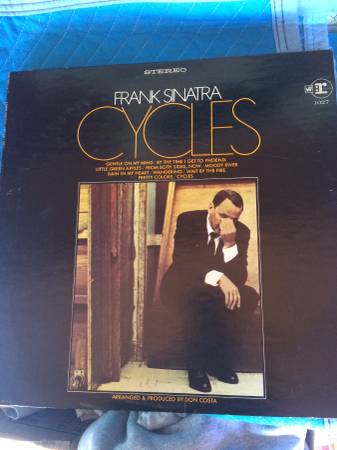 STEREO
FRANK SINATRA
r:
1027
CYCLES
GENTLE ON MY MIND · BY THE TIME I GET TO PHOENIX
LITTLE GREEN APPLES · FROM BOTH SIDES, NOW · MOODY RIVER
RAIN IN MY HEART · WANDERING · WAIT BY THE FIRE
PRETTY COLORS · CYCLES
ARRANGED & PRODUCED BY DON COSTA